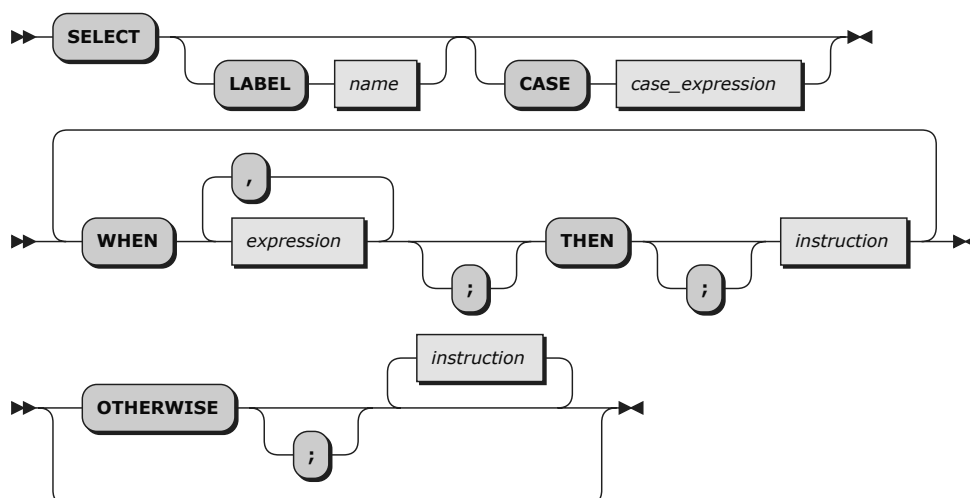 SELECT
LABEL name CASE case_expression
,
WHEN expression THEN instruction
; ;
instruction
OTHERWISE
;